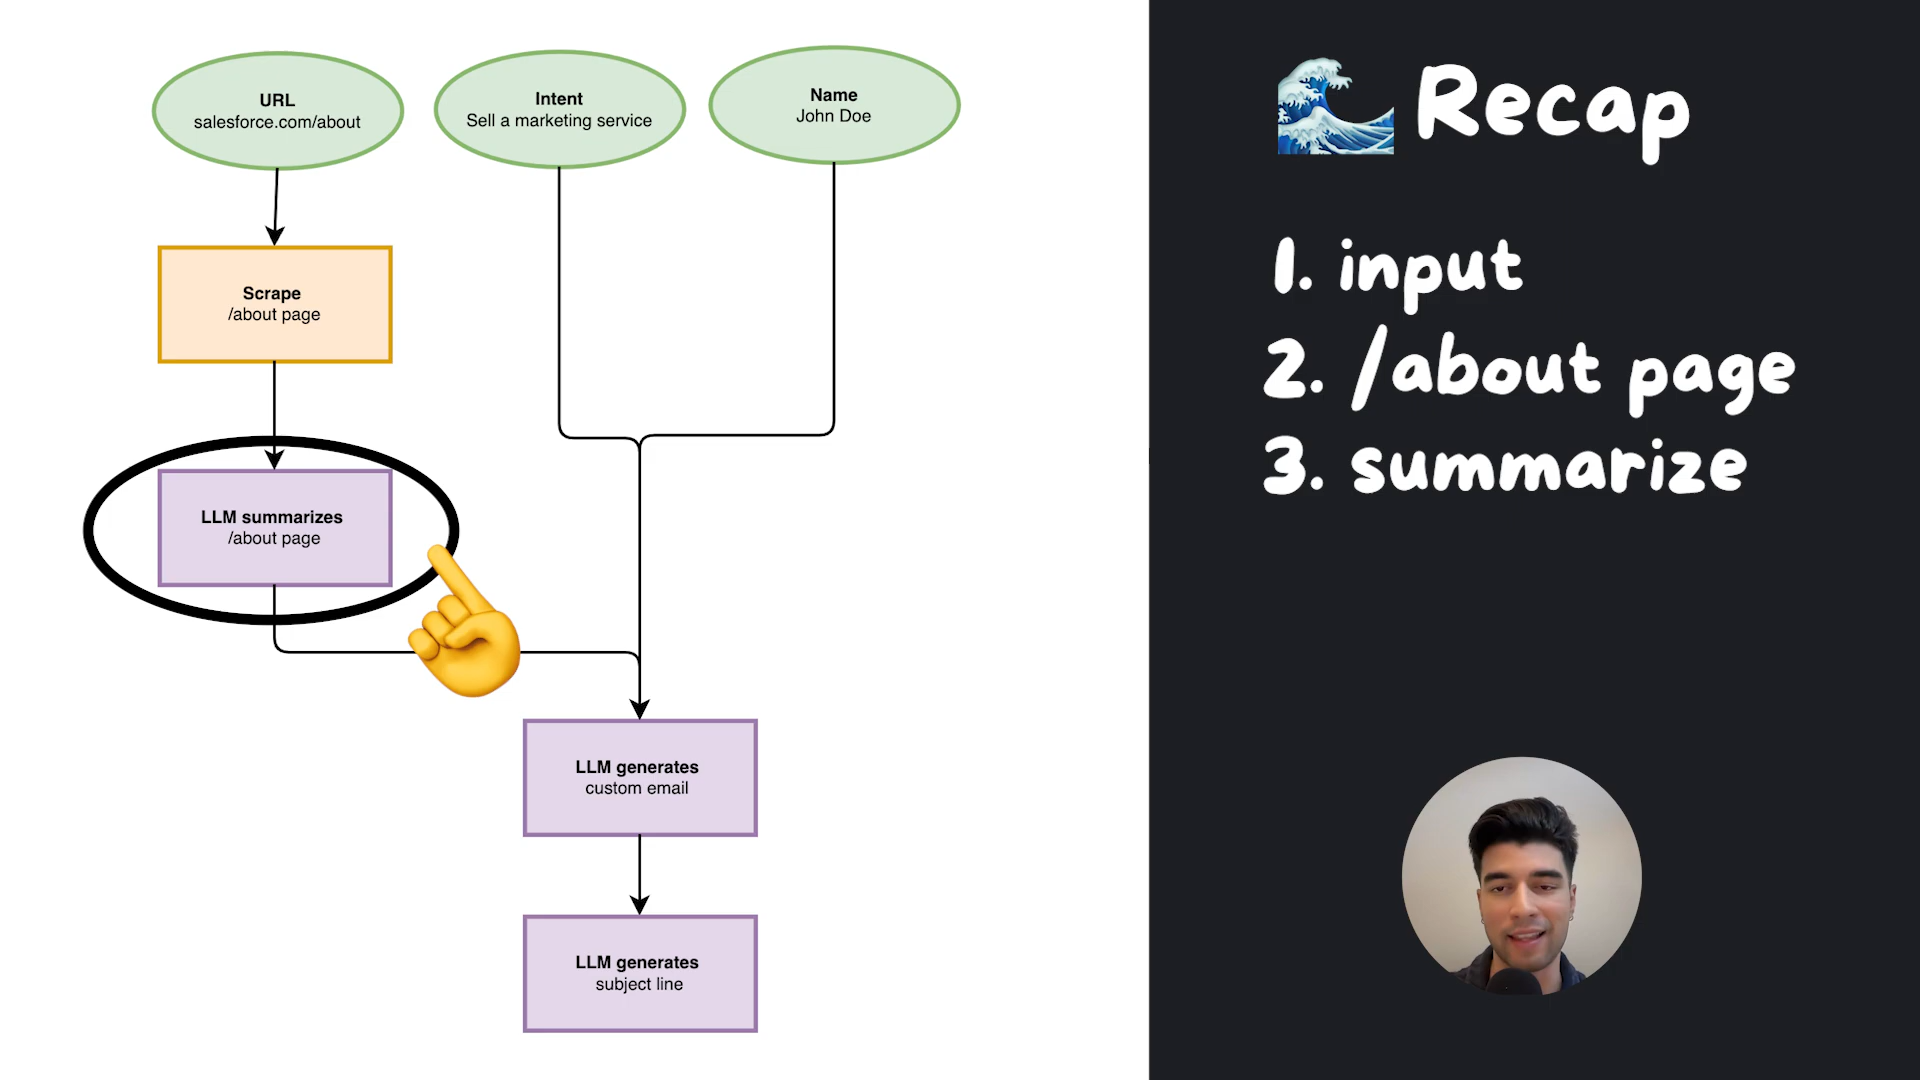 URL
salesforce.com/about
Intent
Sell a marketing service
Name
John Doe
Scrape
/about page
LLM summarizes
/about page
LLM generates
custom email
LLM generates
subject line
Recap
1. input
2. /about page
3. summarize